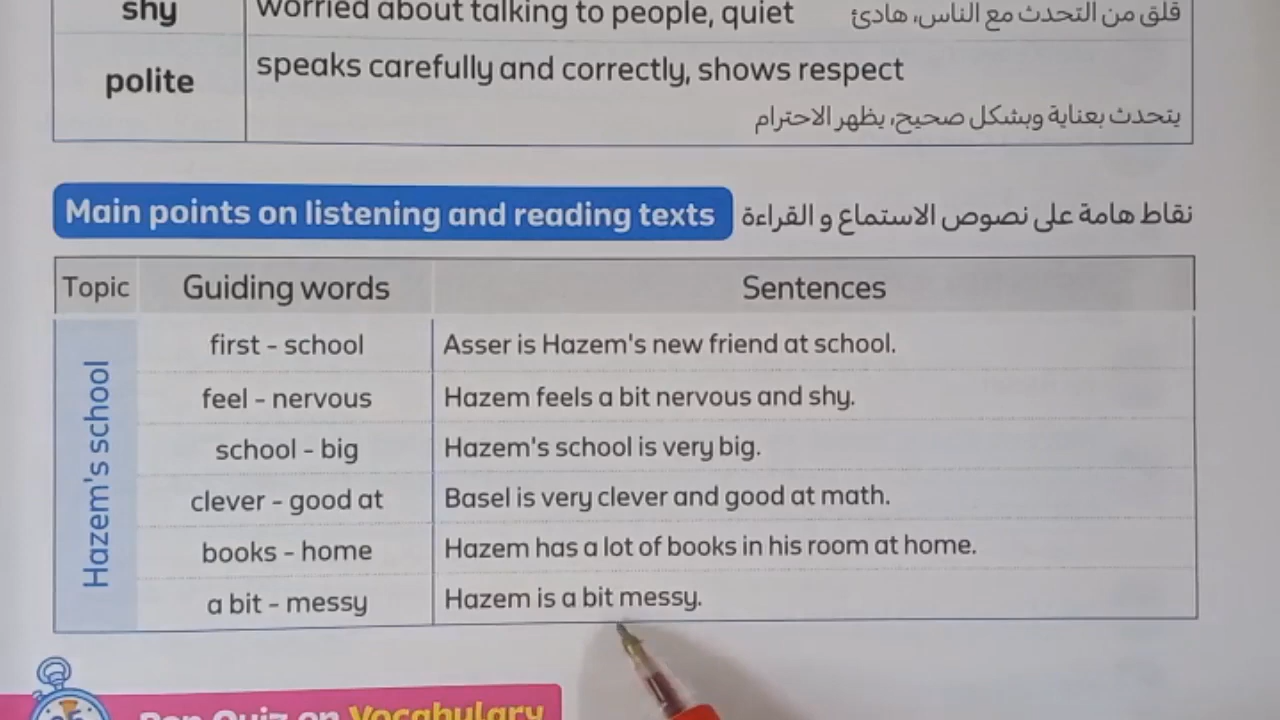 shy worried about talking to people, quiet قلق من التحدث مع الناس، هادئ
polite speaks carefully and correctly, shows respect
يتحدث بعناية وبشكل صحيح، يظهر الاحترام
Main points on listening and reading texts نقاط هامة على نصوص الاستماع و القراءة
Topic Guiding words Sentences
Hazem's school
first - school Asser is Hazem's new friend at school.
feel - nervous Hazem feels a bit nervous and shy.
school - big Hazem's school is very big.
clever - good at Basel is very clever and good at math.
books - home Hazem has a lot of books in his room at home.
a bit - messy Hazem is a bit messy.
Pop Quiz on Vocabulary